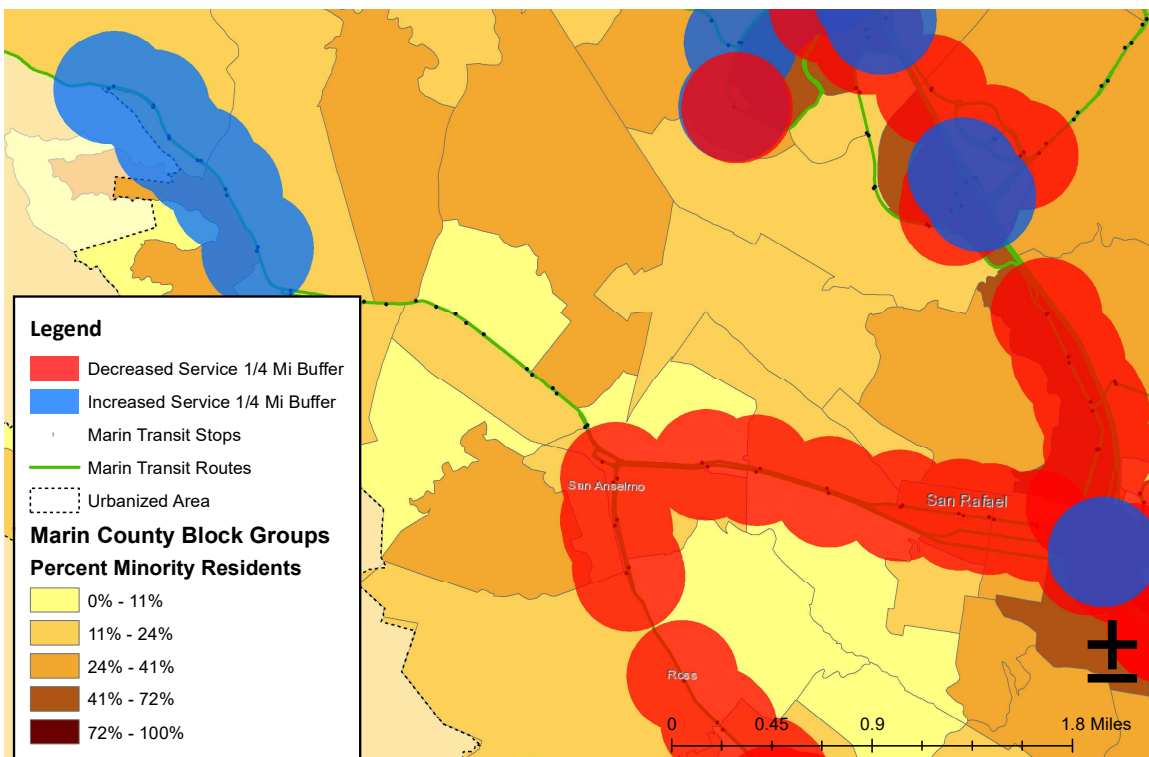 Legend
Decreased Service 1/4 Mi Buffer
Increased Service 1/4 Mi Buffer
Marin Transit Stops
Marin Transit Routes
Urbanized Area
Marin County Block Groups
Percent Minority Residents
0% - 11%
11% - 24%
24% - 41%
41% - 72%
72% - 100%
San Anselmo
San Rafael
Ross
0 0.45 0.9 1.8 Miles